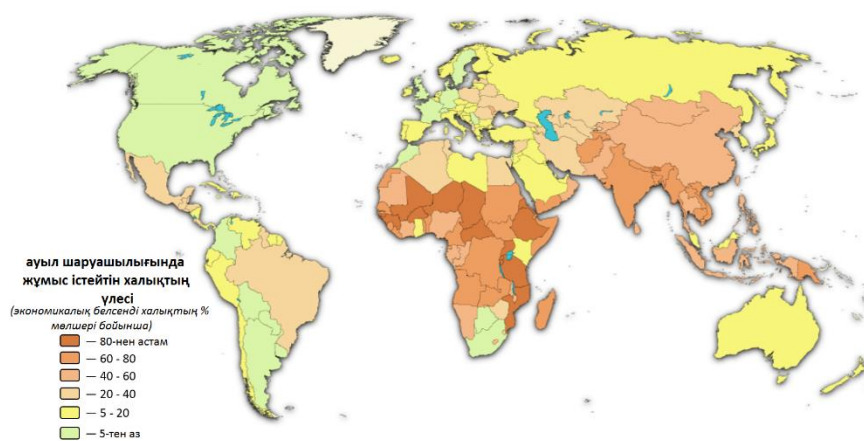 ауыл шаруашылығында
жұмыс істейтін халықтың
үлесі
(экономикалық белсенді халықтың %
мөлшері бойынша)
— 80-нен астам
— 60 - 80
— 40 - 60
— 20 - 40
— 5 - 20
— 5-тен аз